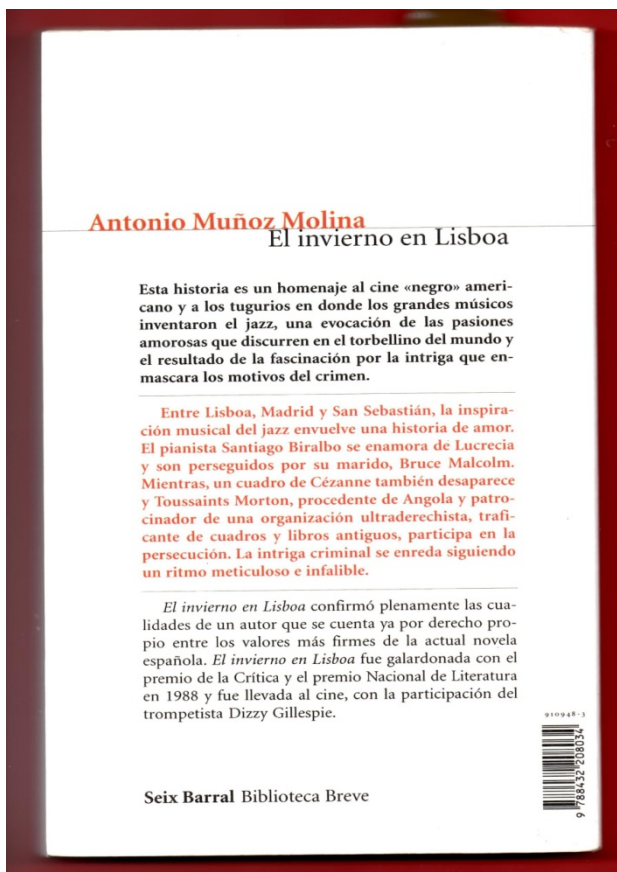 Antonio Muñoz Molina
El invierno en Lisboa
Esta historia es un homenaje al cine «negro» ameri-
cano y a los tugurios en donde los grandes músicos
inventaron el jazz, una evocación de las pasiones
amorosas que discurren en el torbellino del mundo y
el resultado de la fascinación por la intriga que en-
mascara los motivos del crimen.
Entre Lisboa, Madrid y San Sebastián, la inspira-
ción musical del jazz envuelve una historia de amor.
El pianista Santiago Biralbo se enamora de Lucrecia
y son perseguidos por su marido, Bruce Malcolm.
Mientras, un cuadro de Cézanne también desaparece
y Toussaints Morton, procedente de Angola y patro-
cinador de una organización ultraderechista, trafi-
cante de cuadros y libros antiguos, participa en la
persecución. La intriga criminal se enreda siguiendo
un ritmo meticuloso e infalible.
El invierno en Lisboa confirmó plenamente las cua-
lidades de un autor que se cuenta ya por derecho pro-
pio entre los valores más firmes de la actual novela
española. El invierno en Lisboa fue galardonada con el
premio de la Crítica y el premio Nacional de Literatura
en 1988 y fue llevada al cine, con la participación del
trompetista Dizzy Gillespie.
910948-3
9 788432 208034
Seix Barral Biblioteca Breve